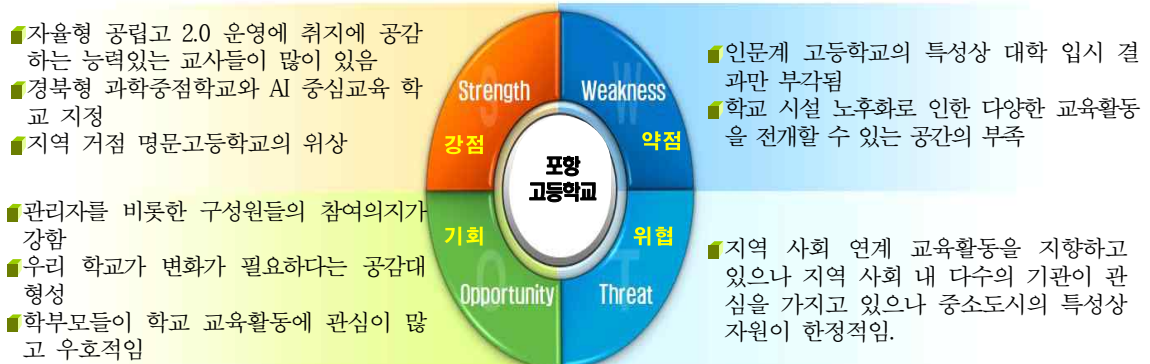 자율형 공립고 2.0 운영에 취지에 공감
하는 능력있는 교사들이 많이 있음
경북형 과학중점학교와 AI 중심교육 학
교 지정
지역 거점 명문고등학교의 위상
Strength
강점
Weakness
약점
인문계 고등학교의 특성상 대학 입시 결
과만 부각됨
학교 시설 노후화로 인한 다양한 교육활동
을 전개할 수 있는 공간의 부족
포항
고등학교
관리자를 비롯한 구성원들의 참여의지가
강함
우리 학교가 변화가 필요하다는 공감대
형성
학부모들이 학교 교육활동에 관심이 많
고 우호적임
기회
Opportunity
위협
Threat
지역 사회 연계 교육활동을 지향하고
있으나 지역 사회 내 다수의 기관이 관
심을 가지고 있으나 중소도시의 특성상
자원이 한정적임.
S
W
O
T